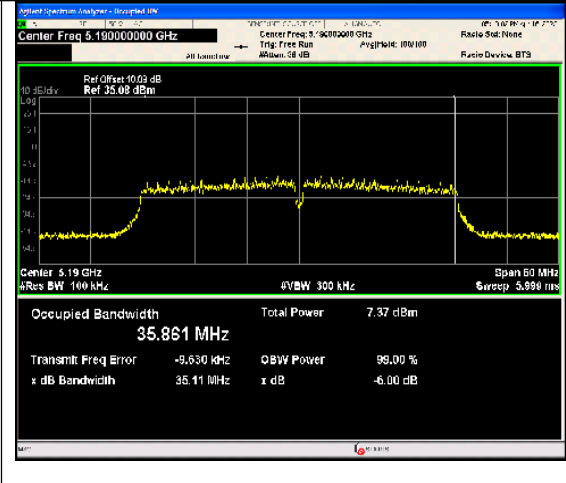 Agilent Spectrum Analyzer - Occupied BW
Center Freq 5.190000000 GHz
Center Freq: 5.190000000 GHz
Radio Std: None
Trig: Free Run
Avg|Hold: 100/100
#Atten: 36 dB
Radio Device: BTS
Ref Offset 10.09 dB
10 dB/div
Ref 35.08 dBm
Log
Center 5.19 GHz
Span 60 MHz
#Res BW 100 kHz
#VBW 300 kHz
Sweep 5.999 ms
Occupied Bandwidth
Total Power
7.37 dBm
35.861 MHz
Transmit Freq Error
-9.630 kHz
OBW Power
99.00 %
x dB Bandwidth
35.11 MHz
x dB
-6.00 dB